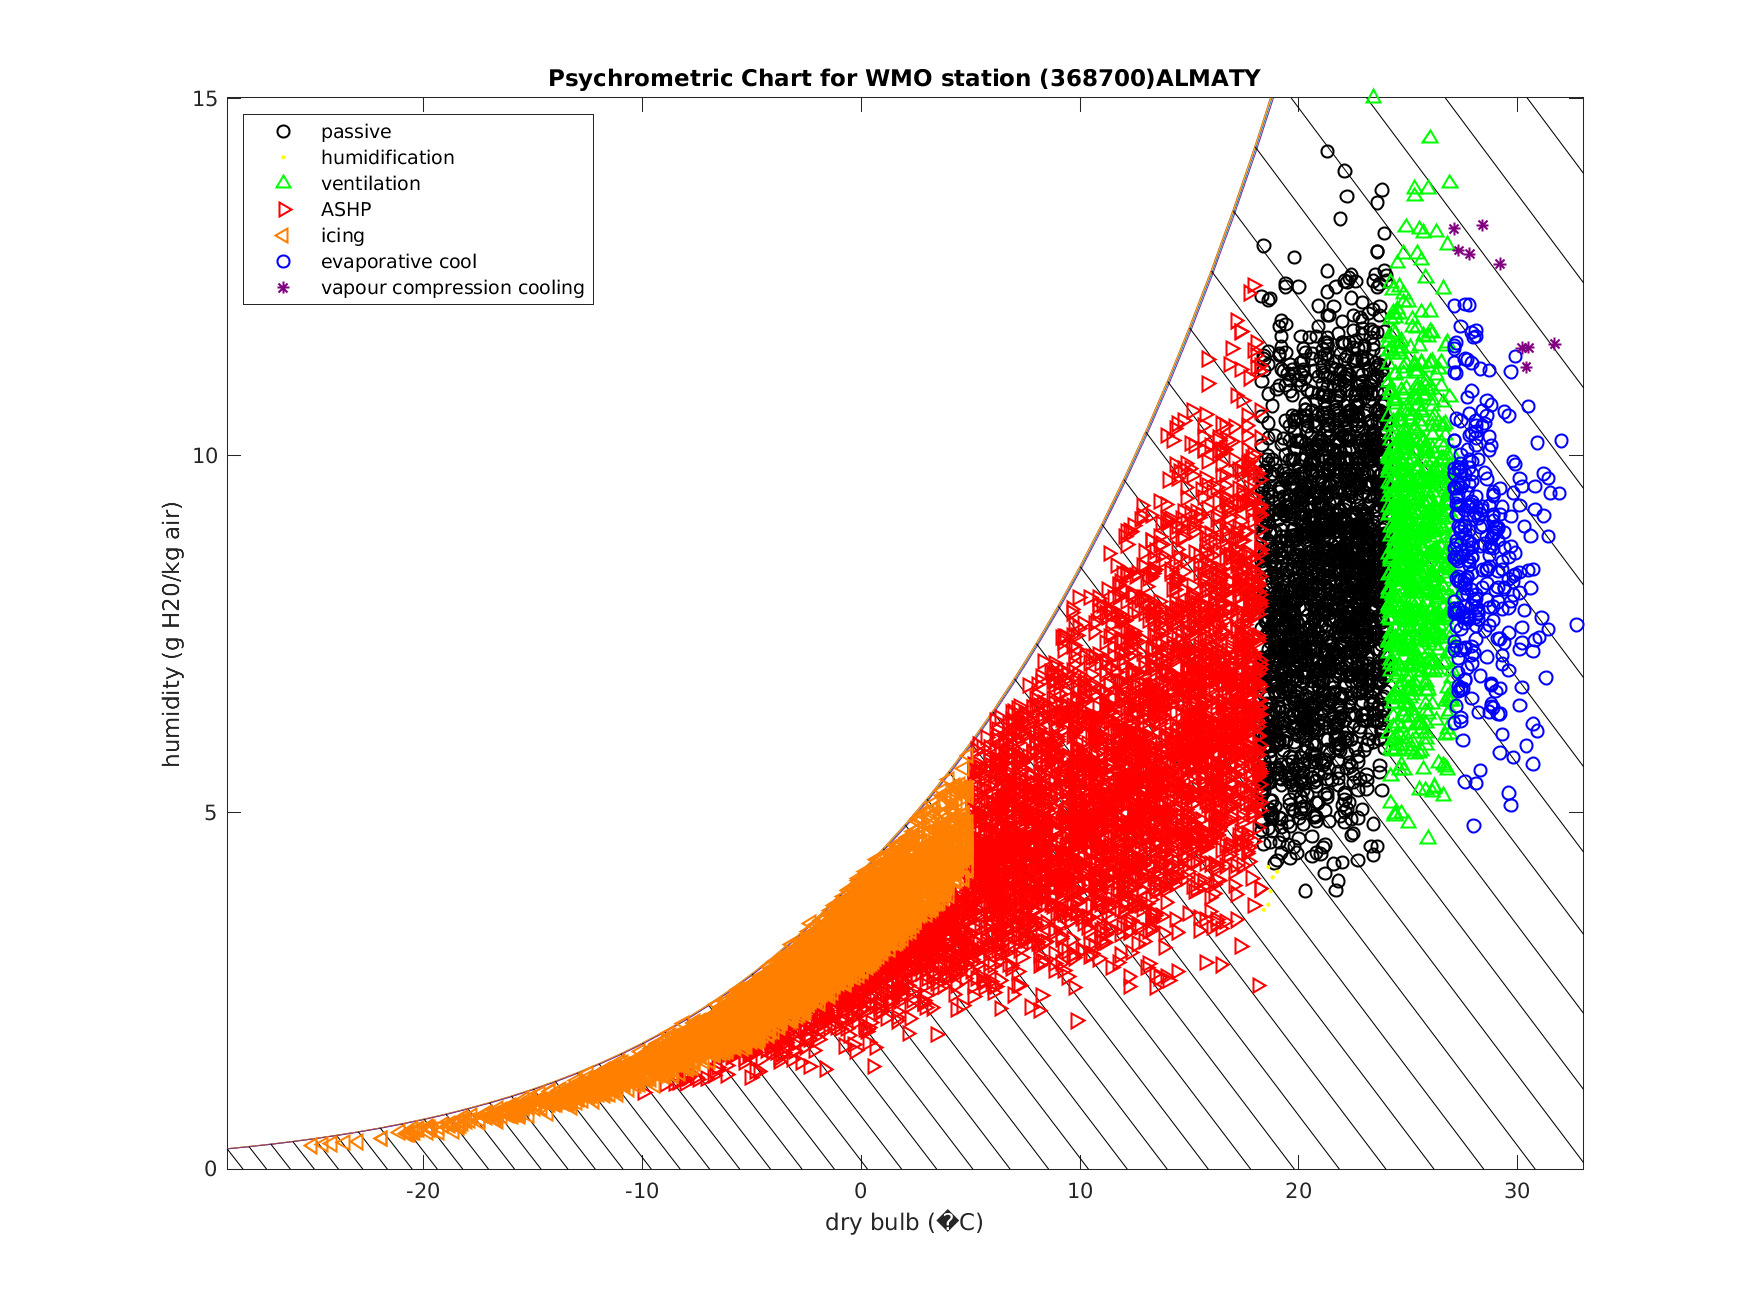 Psychrometric Chart for WMO station (368700)ALMATY
15
passive
humidification
ventilation
ASHP
icing
evaporative cool
vapour compression cooling
10
humidity (g H20/kg air)
5
0
-20
-10
0
10
20
30
dry bulb (�C)